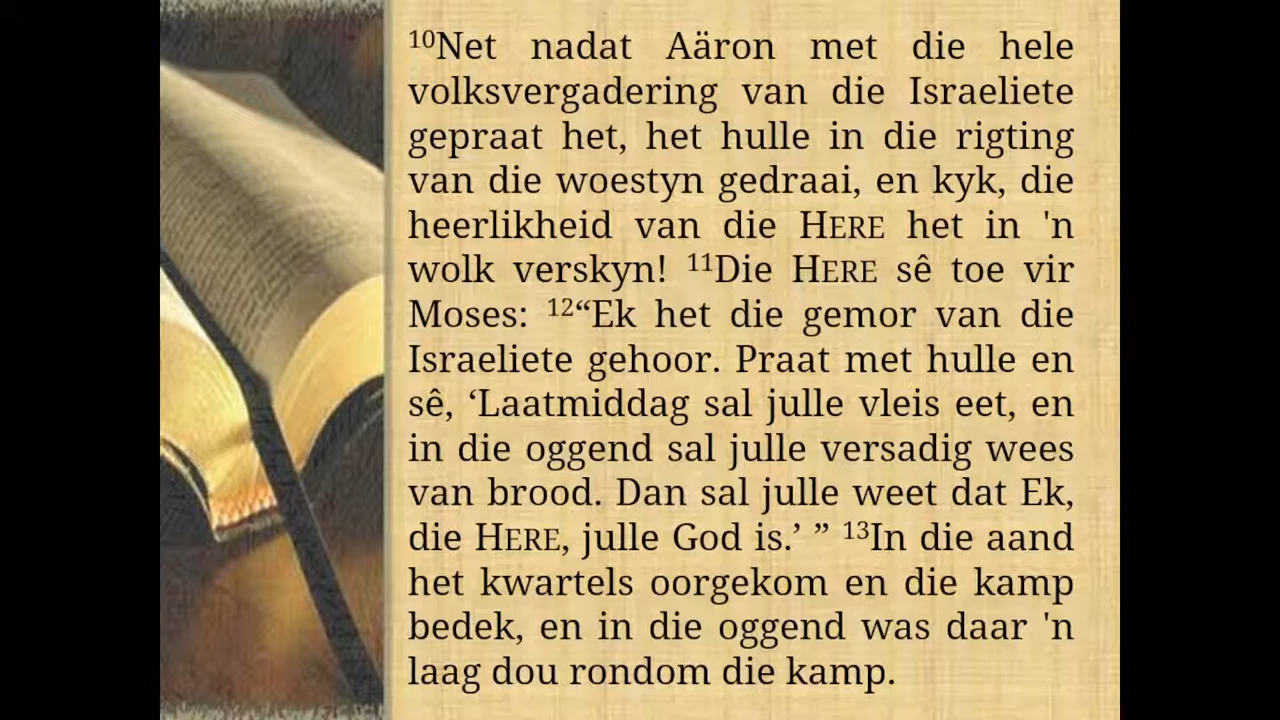 ¹⁰Net nadat Aäron met die hele
volksvergadering van die Israeliete
gepraat het, het hulle in die rigting
van die woestyn gedraai, en kyk, die
heerlikheid van die HERE het in 'n
wolk verskyn! ¹¹Die HERE sê toe vir
Moses: ¹²“Ek het die gemor van die
Israeliete gehoor. Praat met hulle en
sê, ‘Laatmiddag sal julle vleis eet, en
in die oggend sal julle versadig wees
van brood. Dan sal julle weet dat Ek,
die HERE, julle God is.’ ” ¹³In die aand
het kwartels oorgekom en die kamp
bedek, en in die oggend was daar 'n
laag dou rondom die kamp.